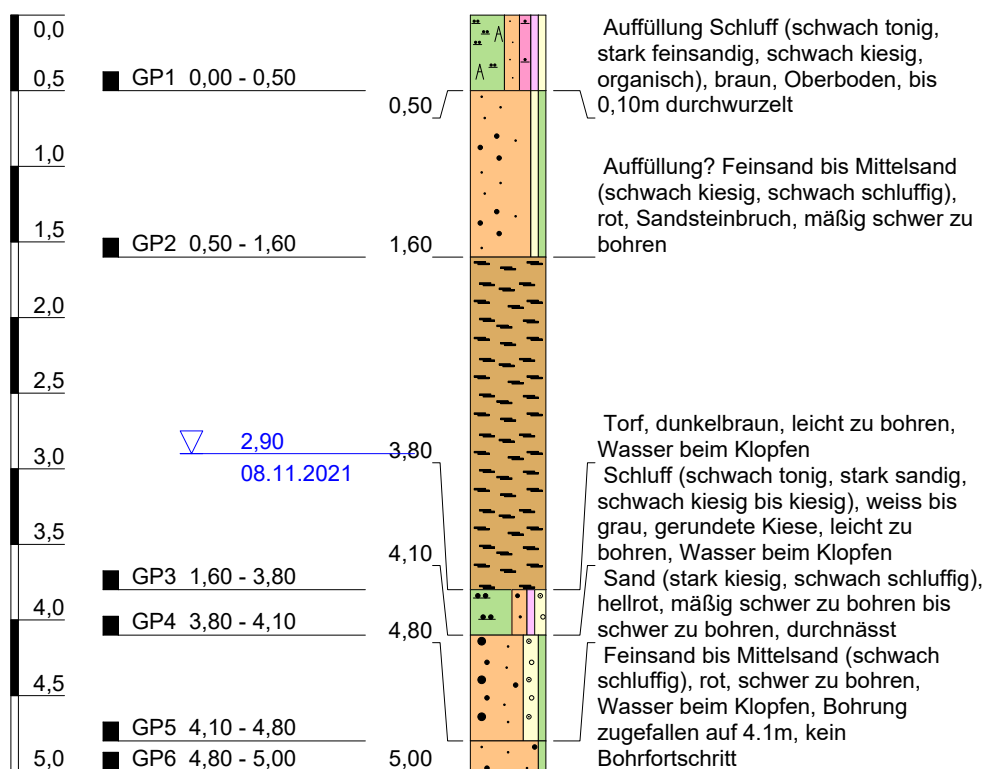 0,0
0,5
1,0
1,5
2,0
2,5
3,0
3,5
4,0
4,5
5,0
GP1 0,00 - 0,50
GP2 0,50 - 1,60
2,90
08.11.2021
GP3 1,60 - 3,80
GP4 3,80 - 4,10
GP5 4,10 - 4,80
GP6 4,80 - 5,00
0,50
1,60
3,80
4,10
4,80
5,00
A
A
Auffüllung Schluff (schwach tonig,
stark feinsandig, schwach kiesig,
organisch), braun, Oberboden, bis
0,10m durchwurzelt
Auffüllung? Feinsand bis Mittelsand
(schwach kiesig, schwach schluffig),
rot, Sandsteinbruch, mäßig schwer zu
bohren
Torf, dunkelbraun, leicht zu bohren,
Wasser beim Klopfen
Schluff (schwach tonig, stark sandig,
schwach kiesig bis kiesig), weiss bis
grau, gerundete Kiese, leicht zu
bohren, Wasser beim Klopfen
Sand (stark kiesig, schwach schluffig),
hellrot, mäßig schwer zu bohren bis
schwer zu bohren, durchnässt
Feinsand bis Mittelsand (schwach
schluffig), rot, schwer zu bohren,
Wasser beim Klopfen, Bohrung
zugefallen auf 4.1m, kein
Bohrfortschritt